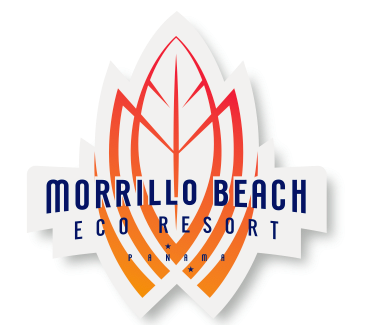 MORRILLO BEACH
ECO RESORT
PANAMA